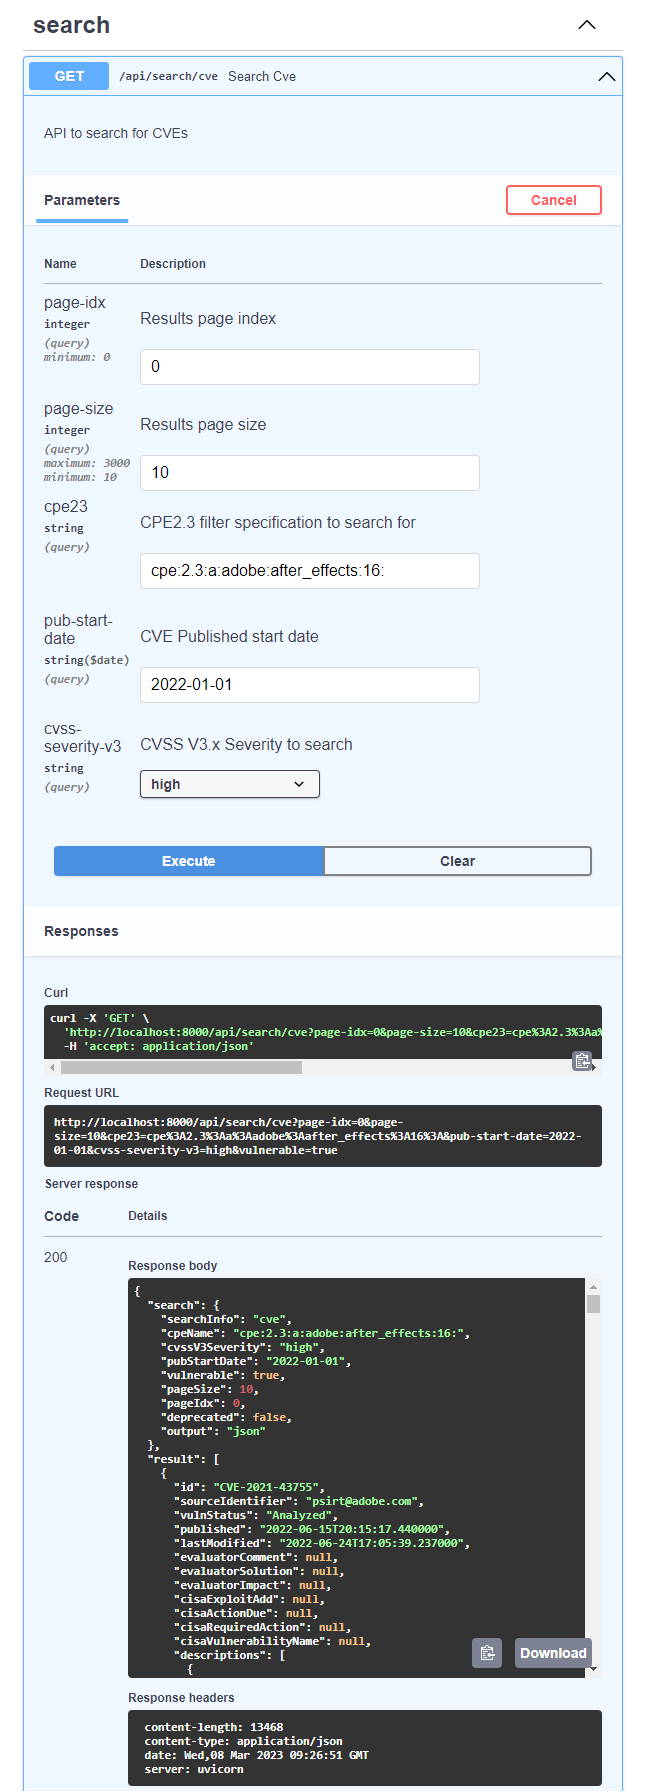 search
GET /api/search/cve Search Cve
API to search for CVEs
Parameters
Cancel
Name Description
page-idx
integer
(query)
minimum: 0
Results page index
0
page-size
integer
(query)
maximum: 3000
minimum: 10
Results page size
10
cpe23
string
(query)
CPE2.3 filter specification to search for
cpe:2.3:a:adobe:after_effects:16:
pub-start-
date
string($date)
(query)
CVE Published start date
2022-01-01
cvss-
severity-v3
string
(query)
CVSS V3.x Severity to search
high
Execute Clear
Responses
Curl
curl -X 'GET' \
'http://localhost:8000/api/search/cve?page-idx=0&page-size=10&cpe23=cpe%3A2.3%3Aa%
-H 'accept: application/json'
Request URL
http://localhost:8000/api/search/cve?page-idx=0&page-
size=10&cpe23=cpe%3A2.3%3Aa%3Aadobe%3Aafter_effects%3A16%3A&pub-start-date=2022-
01-01&cvss-severity-v3=high&vulnerable=true
Server response
Code Details
200
Response body
{
"search": {
"searchInfo": "cve",
"cpeName": "cpe:2.3:a:adobe:after_effects:16:",
"cvssV3Severity": "high",
"pubStartDate": "2022-01-01",
"vulnerable": true,
"pageSize": 10,
"pageIdx": 0,
"deprecated": false,
"output": "json"
},
"result": [
{
"id": "CVE-2021-43755",
"sourceIdentifier": "psirt@adobe.com",
"vulnStatus": "Analyzed",
"published": "2022-06-15T20:15:17.440000",
"lastModified": "2022-06-24T17:05:39.237000",
"evaluatorComment": null,
"evaluatorSolution": null,
"evaluatorImpact": null,
"cisaExploitAdd": null,
"cisaActionDue": null,
"cisaRequiredAction": null,
"cisaVulnerabilityName": null,
"descriptions": [
{
Download
Response headers
content-length: 13468
content-type: application/json
date: Wed,08 Mar 2023 09:26:51 GMT
server: uvicorn